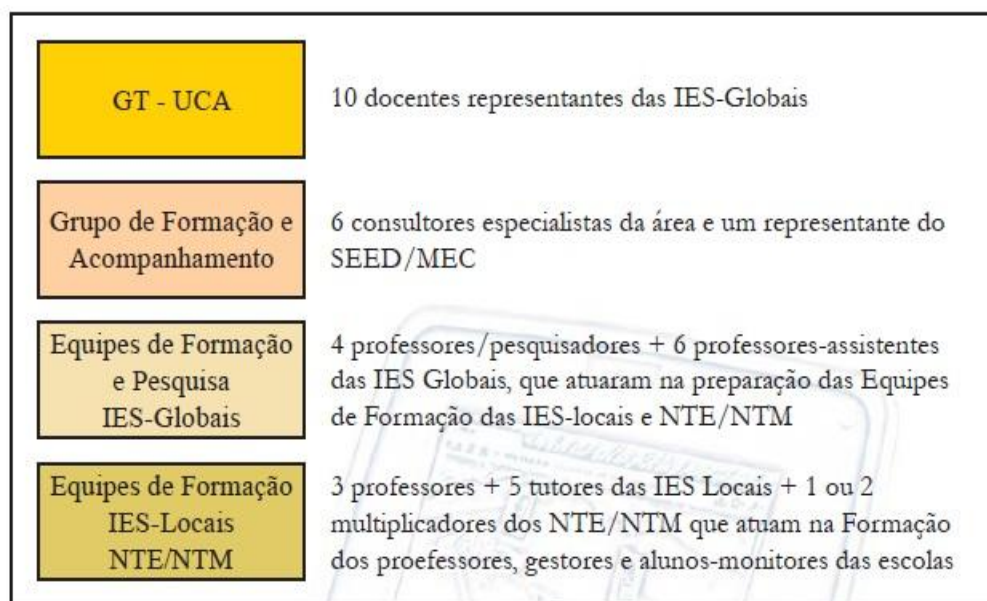 GT - UCA
10 docentes representantes das IES-Globais
Grupo de Formação e
Acompanhamento
6 consultores especialistas da área e um representante do
SEED/MEC
Equipes de Formação
e Pesquisa
IES-Globais
4 professores/pesquisadores + 6 professores-assistentes
das IES Globais, que atuaram na preparação das Equipes
de Formação das IES-locais e NTE/NTM
Equipes de Formação
IES-Locais
NTE/NTM
3 professores + 5 tutores das IES Locais + 1 ou 2
multiplicadores dos NTE/NTM que atuam na Formação
dos proefessores, gestores e alunos-monitores das escolas